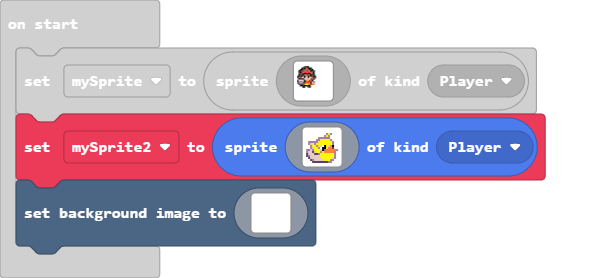 on start
set mySprite to sprite of kind Player
set mySprite2 to sprite of kind Player
set background image to